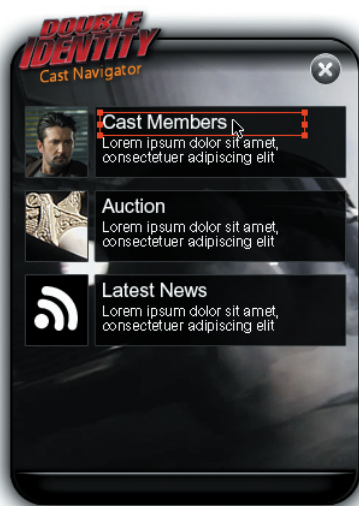 DOUBLE
IDENTITY
Cast Navigator
Cast Members
Lorem ipsum dolor sit amet,
consectetuer adipiscing elit
Auction
Lorem ipsum dolor sit amet,
consectetuer adipiscing elit
Latest News
Lorem ipsum dolor sit amet,
consectetuer adipiscing elit